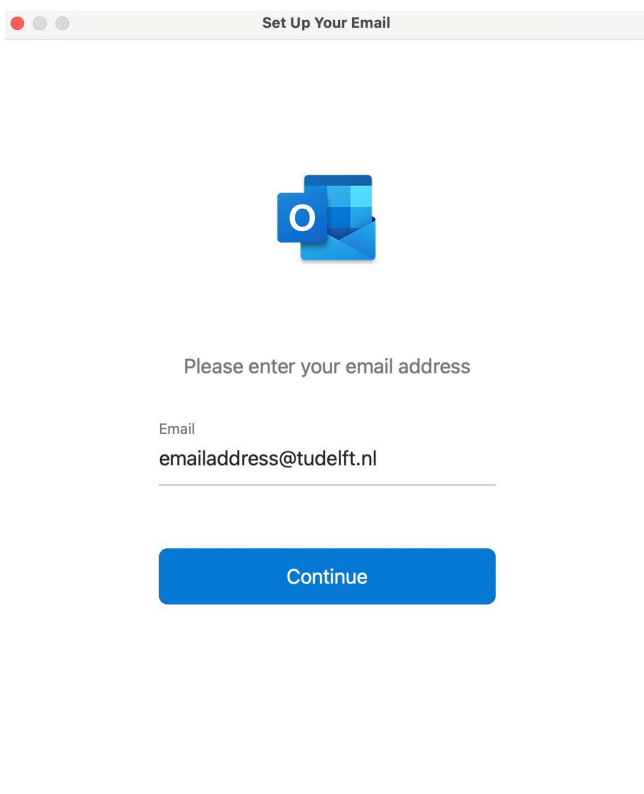 Set Up Your Email
O
Please enter your email address
Email
emailaddress@tudelft.nl
Continue